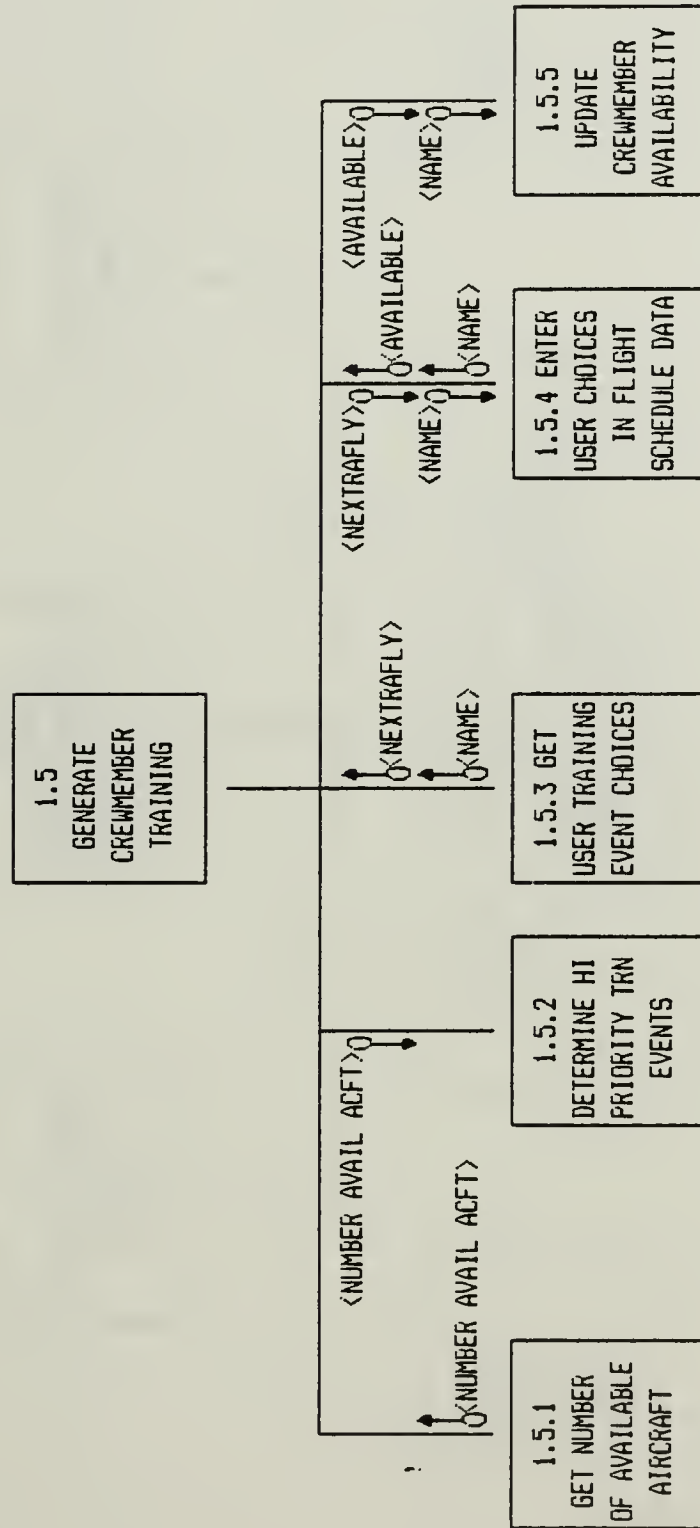 1.5
GENERATE
CREWMEMBER
TRAINING
<NUMBER AVAIL ACFT>
<NUMBER AVAIL ACFT>
<NEXTRAFLY>
<NAME>
<NEXTRAFLY>
<NAME>
<AVAILABLE>
<NAME>
<AVAILABLE>
<NAME>
1.5.1
GET NUMBER
OF AVAILABLE
AIRCRAFT
1.5.2
DETERMINE HI
PRIORITY TRN
EVENTS
1.5.3 GET
USER TRAINING
EVENT CHOICES
1.5.4 ENTER
USER CHOICES
IN FLIGHT
SCHEDULE DATA
1.5.5
UPDATE
CREWMEMBER
AVAILABILITY